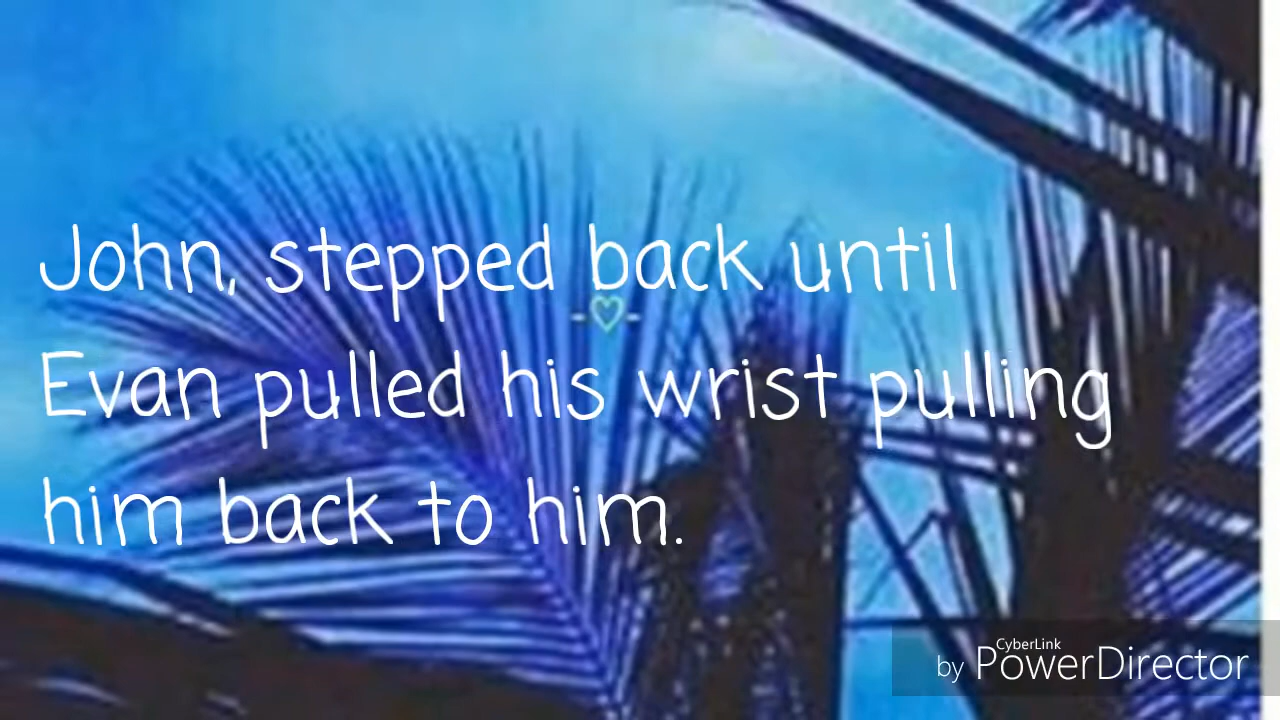 John, stepped back until
-♡-
Evan pulled his wrist pulling
him back to him.
CyberLink
by PowerDirector